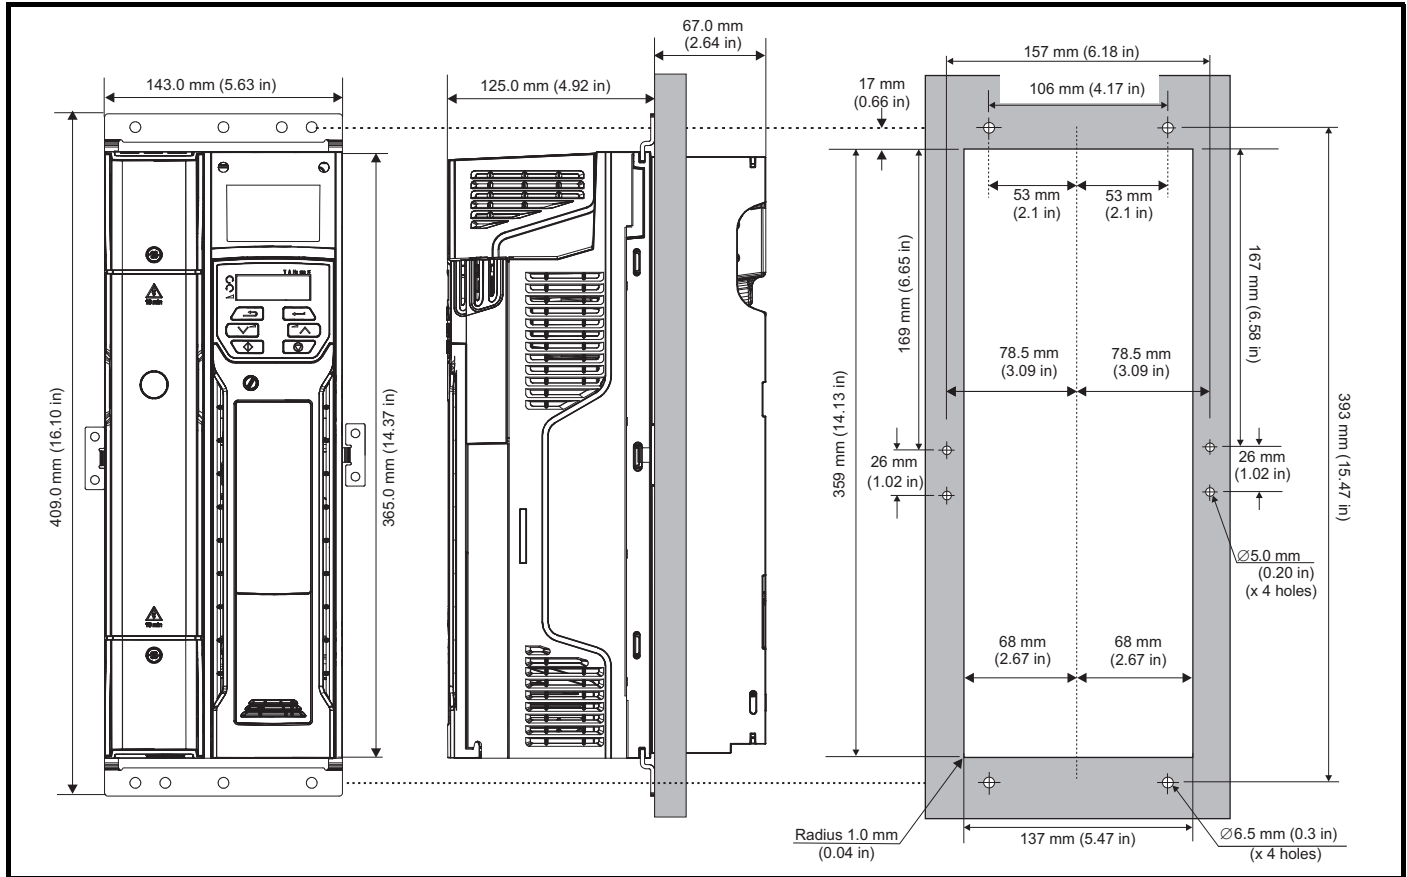 143.0 mm (5.63 in)
409.0 mm (16.10 in)
365.0 mm (14.37 in)
125.0 mm (4.92 in)
67.0 mm
(2.64 in)
17 mm
(0.66 in)
157 mm (6.18 in)
106 mm (4.17 in)
53 mm
(2.1 in)
53 mm
(2.1 in)
169 mm (6.65 in)
167 mm
(6.58 in)
78.5 mm
(3.09 in)
78.5 mm
(3.09 in)
359 mm (14.13 in)
393 mm (15.47 in)
26 mm
(1.02 in)
26 mm
(1.02 in)
∅5.0 mm
(0.20 in)
(x 4 holes)
68 mm
(2.67 in)
68 mm
(2.67 in)
Radius 1.0 mm
(0.04 in)
137 mm (5.47 in)
∅6.5 mm (0.3 in)
(x 4 holes)